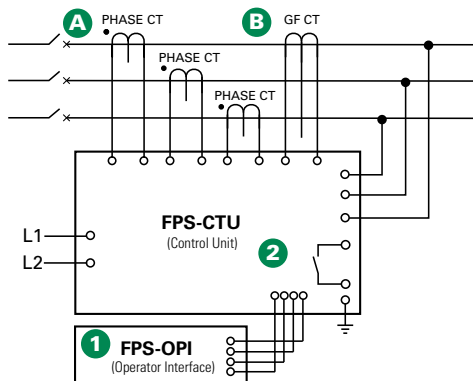 A PHASE CT B GF CT
PHASE CT
PHASE CT
FPS-CTU
(Control Unit)
L1
L2
2
1 FPS-OPI
(Operator Interface)